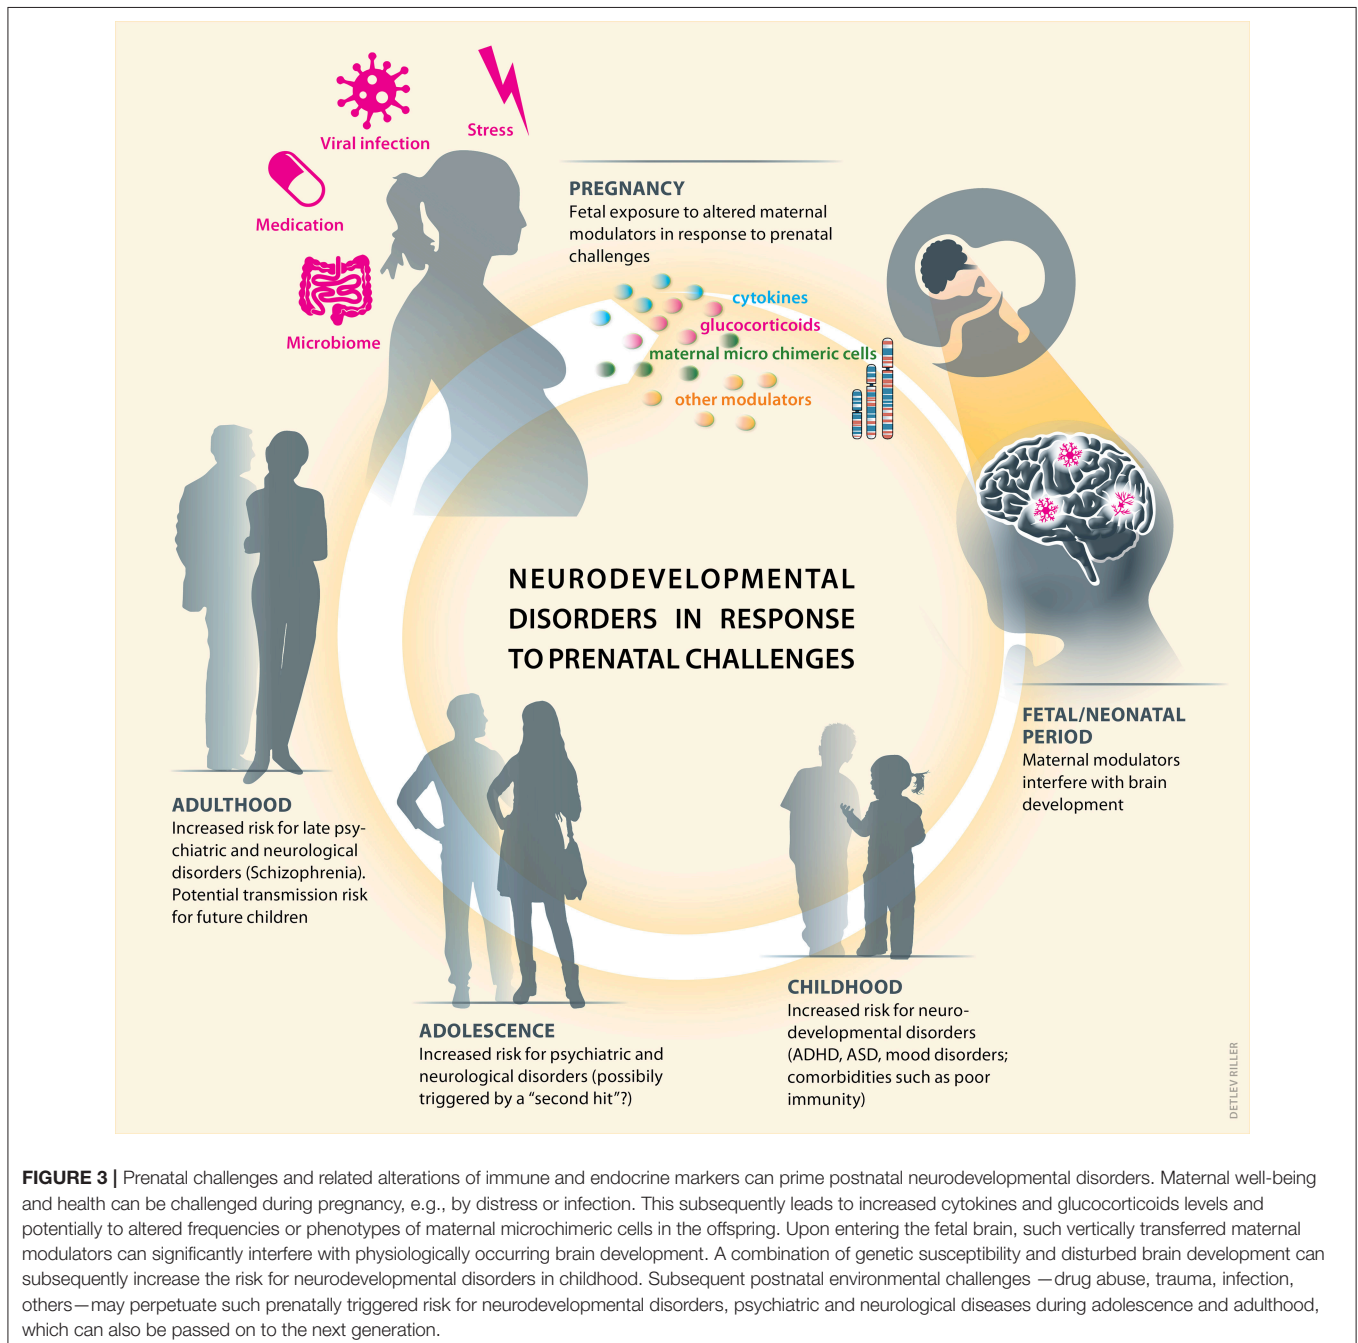 Viral infection
Stress
Medication
Microbiome
PREGNANCY
Fetal exposure to altered maternal
modulators in response to prenatal
challenges
cytokines
glucocorticoids
maternal micro chimeric cells
other modulators
NEURODEVELOPMENTAL
DISORDERS IN RESPONSE
TO PRENATAL CHALLENGES
FETAL/NEONATAL
PERIOD
Maternal modulators
interfere with brain
development
ADULTHOOD
Increased risk for late psy-
chiatric and neurological
disorders (Schizophrenia).
Potential transmission risk
for future children
ADOLESCENCE
Increased risk for psychiatric and
neurological disorders (possibily
triggered by a “second hit”?)
CHILDHOOD
Increased risk for neuro-
developmental disorders
(ADHD, ASD, mood disorders;
comorbidities such as poor
immunity)
DETLEV RILLER
FIGURE 3 | Prenatal challenges and related alterations of immune and endocrine markers can prime postnatal neurodevelopmental disorders. Maternal well-being
and health can be challenged during pregnancy, e.g., by distress or infection. This subsequently leads to increased cytokines and glucocorticoids levels and
potentially to altered frequencies or phenotypes of maternal microchimeric cells in the offspring. Upon entering the fetal brain, such vertically transferred maternal
modulators can significantly interfere with physiologically occurring brain development. A combination of genetic susceptibility and disturbed brain development can
subsequently increase the risk for neurodevelopmental disorders in childhood. Subsequent postnatal environmental challenges —drug abuse, trauma, infection,
others—may perpetuate such prenatally triggered risk for neurodevelopmental disorders, psychiatric and neurological diseases during adolescence and adulthood,
which can also be passed on to the next generation.